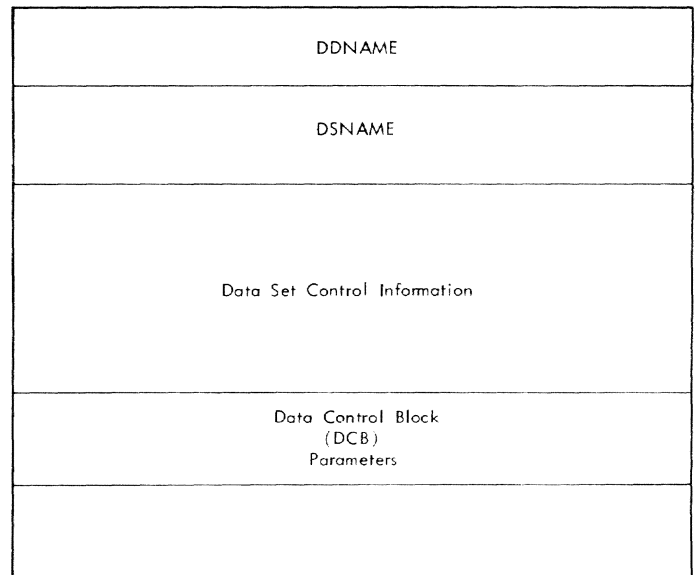 DDNAME
DSNAME
Data Set Control Information
Data Control Block
(DCB)
Parameters